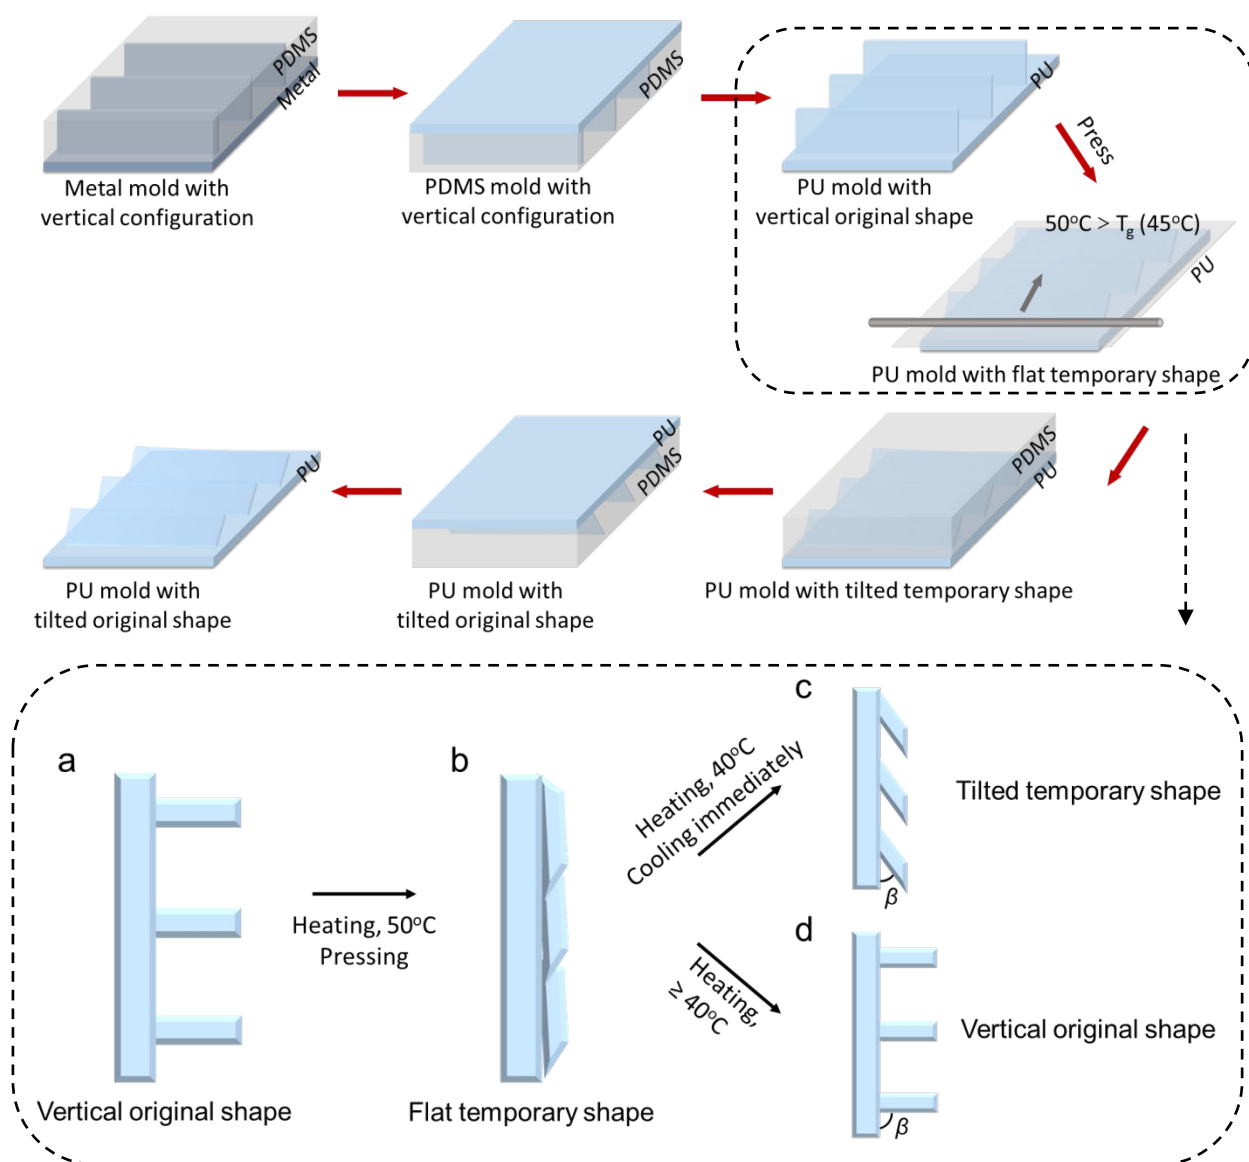 PDMS
Metal
Metal mold with
vertical configuration
PDMS
PDMS mold with
vertical configuration
PU
PU mold with
vertical original shape
Press
50°C > Tg (45°C)
PU
PU mold with flat temporary shape
PU
PU mold with
tilted original shape
PU
PDMS
PU mold with
tilted original shape
PDMS
PU
PU mold with tilted temporary shape
a
Vertical original shape
Heating, 50°C
Pressing
b
Flat temporary shape
Heating, 40°C
Cooling immediately
c
β
Tilted temporary shape
Heating,
≥ 40°C
d
β
Vertical original shape